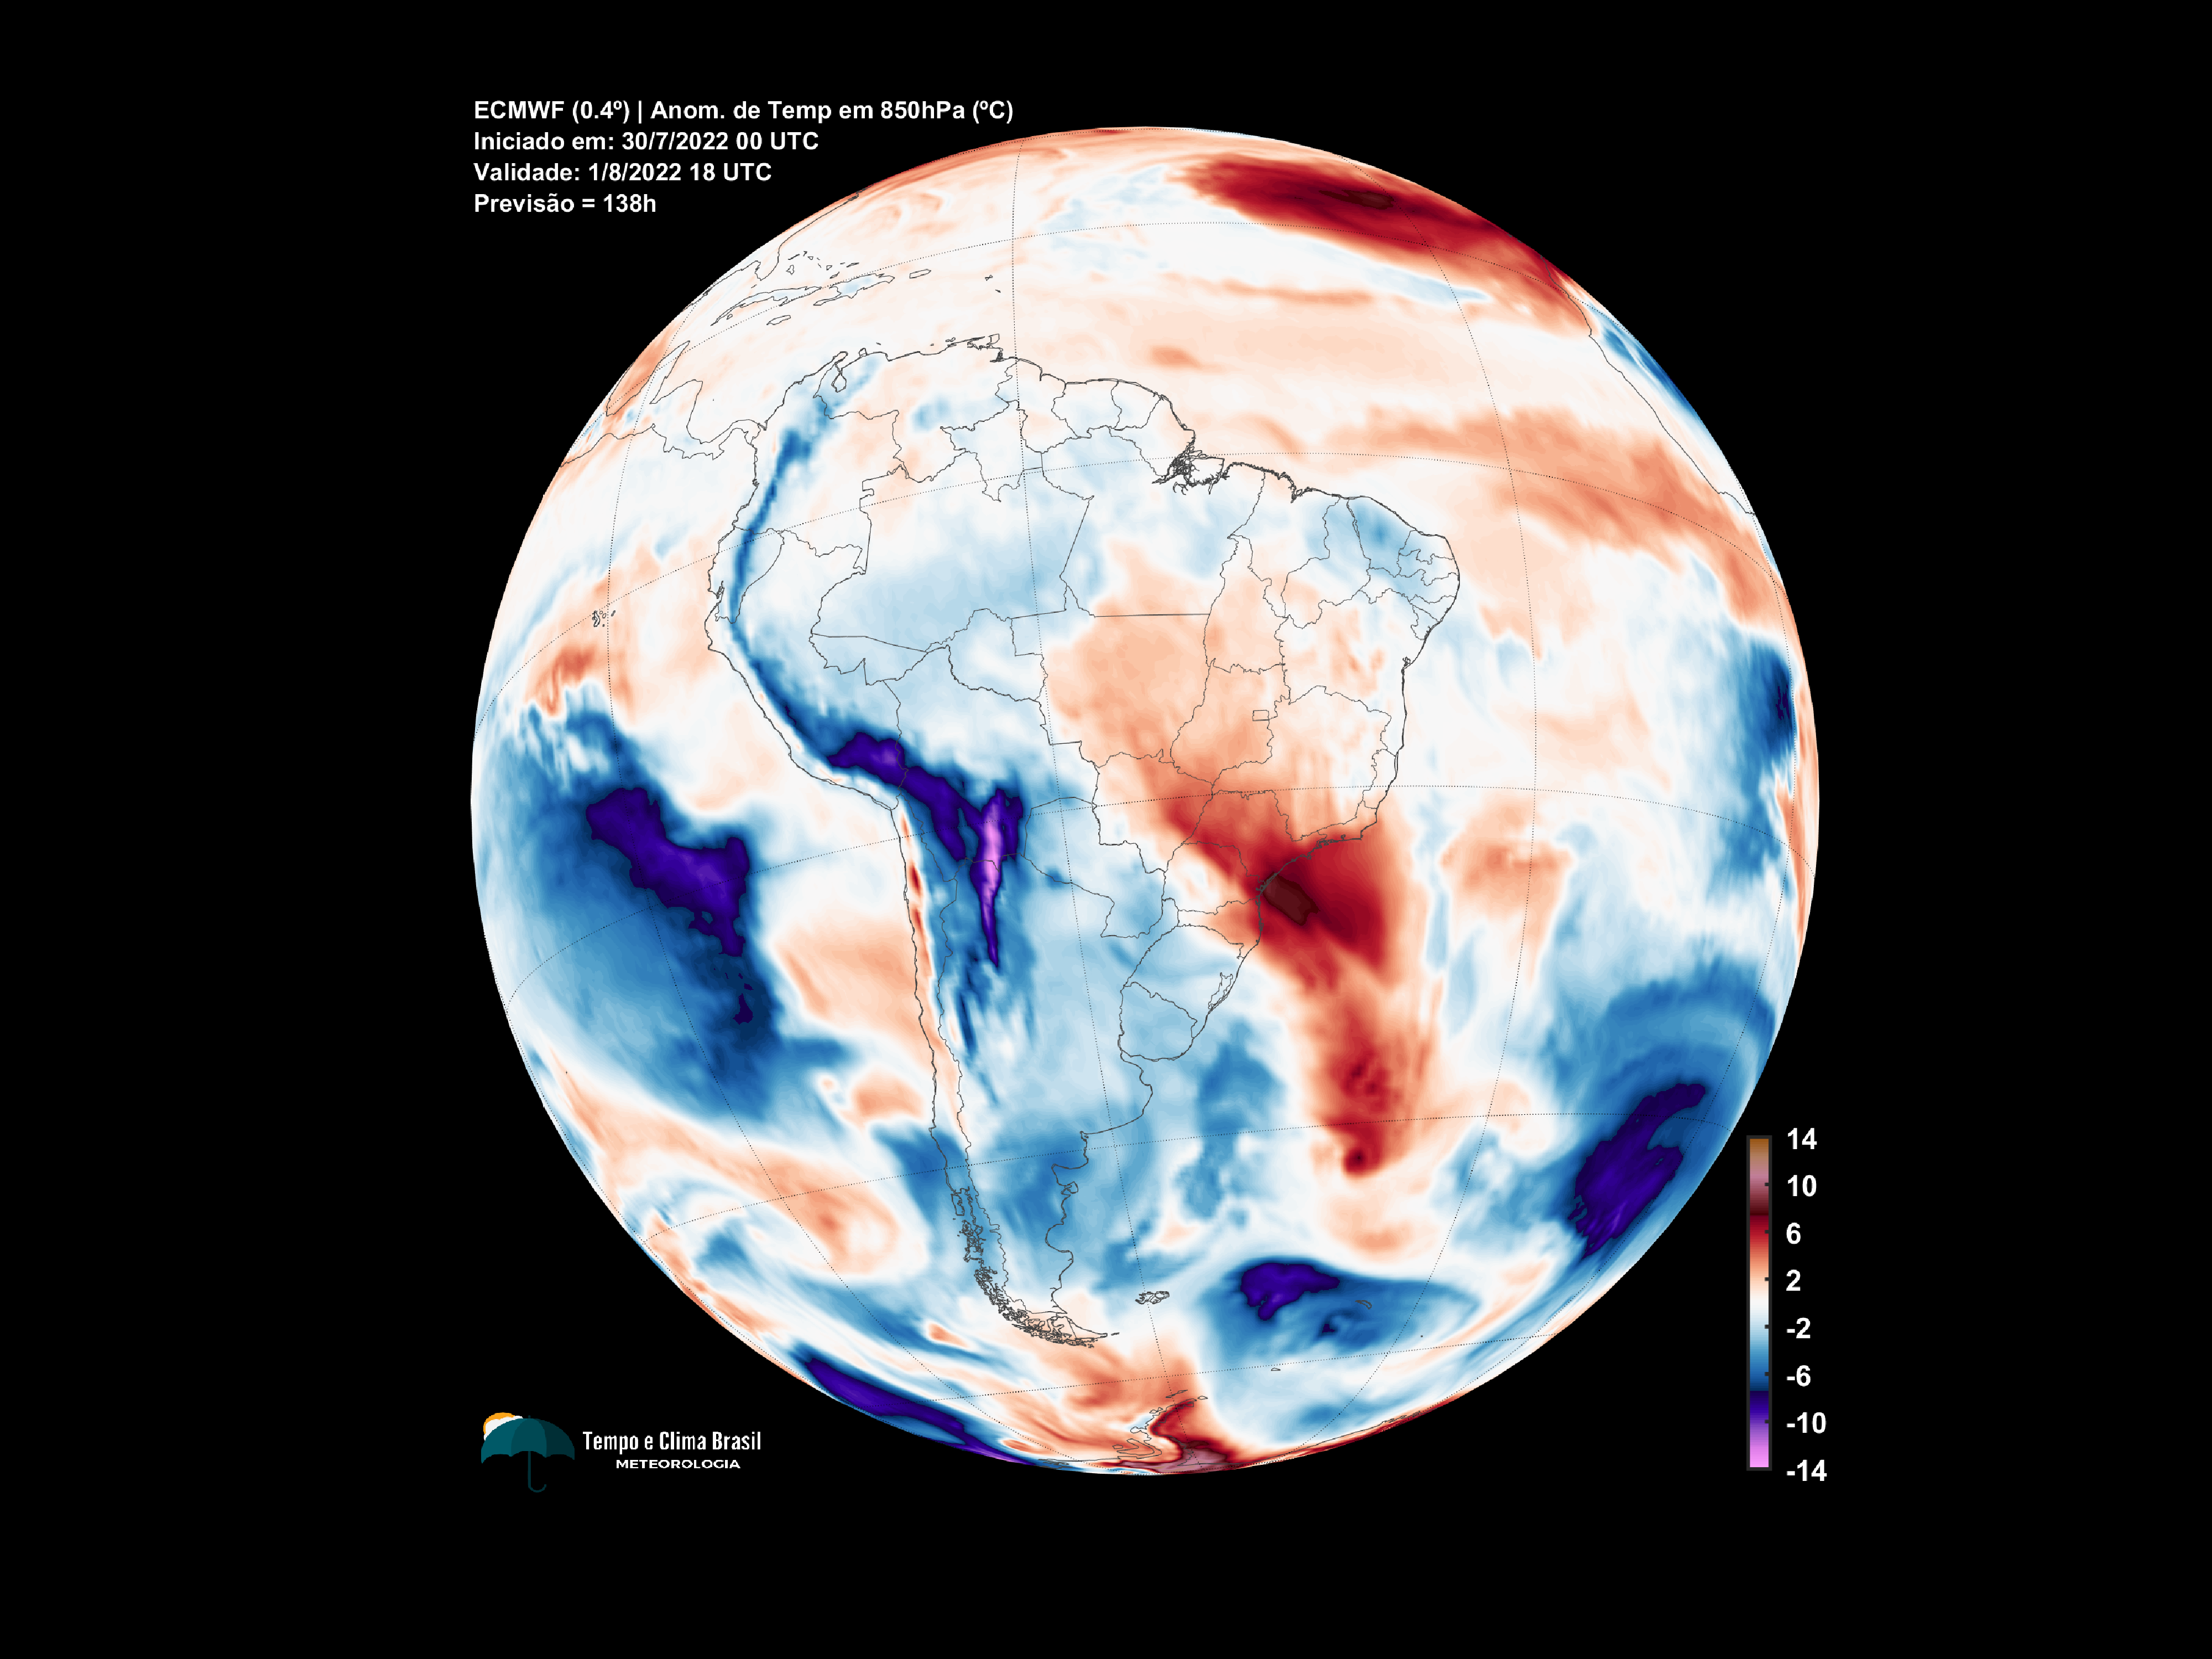 ECMWF (0.4º) | Anom. de Temp em 850hPa (ºC)
Iniciado em: 30/7/2022 00 UTC
Validade: 1/8/2022 18 UTC
Previsão = 138h
14
10
6
2
-2
-6
-10
-14
Tempo e Clima Brasil
METEOROLOGIA